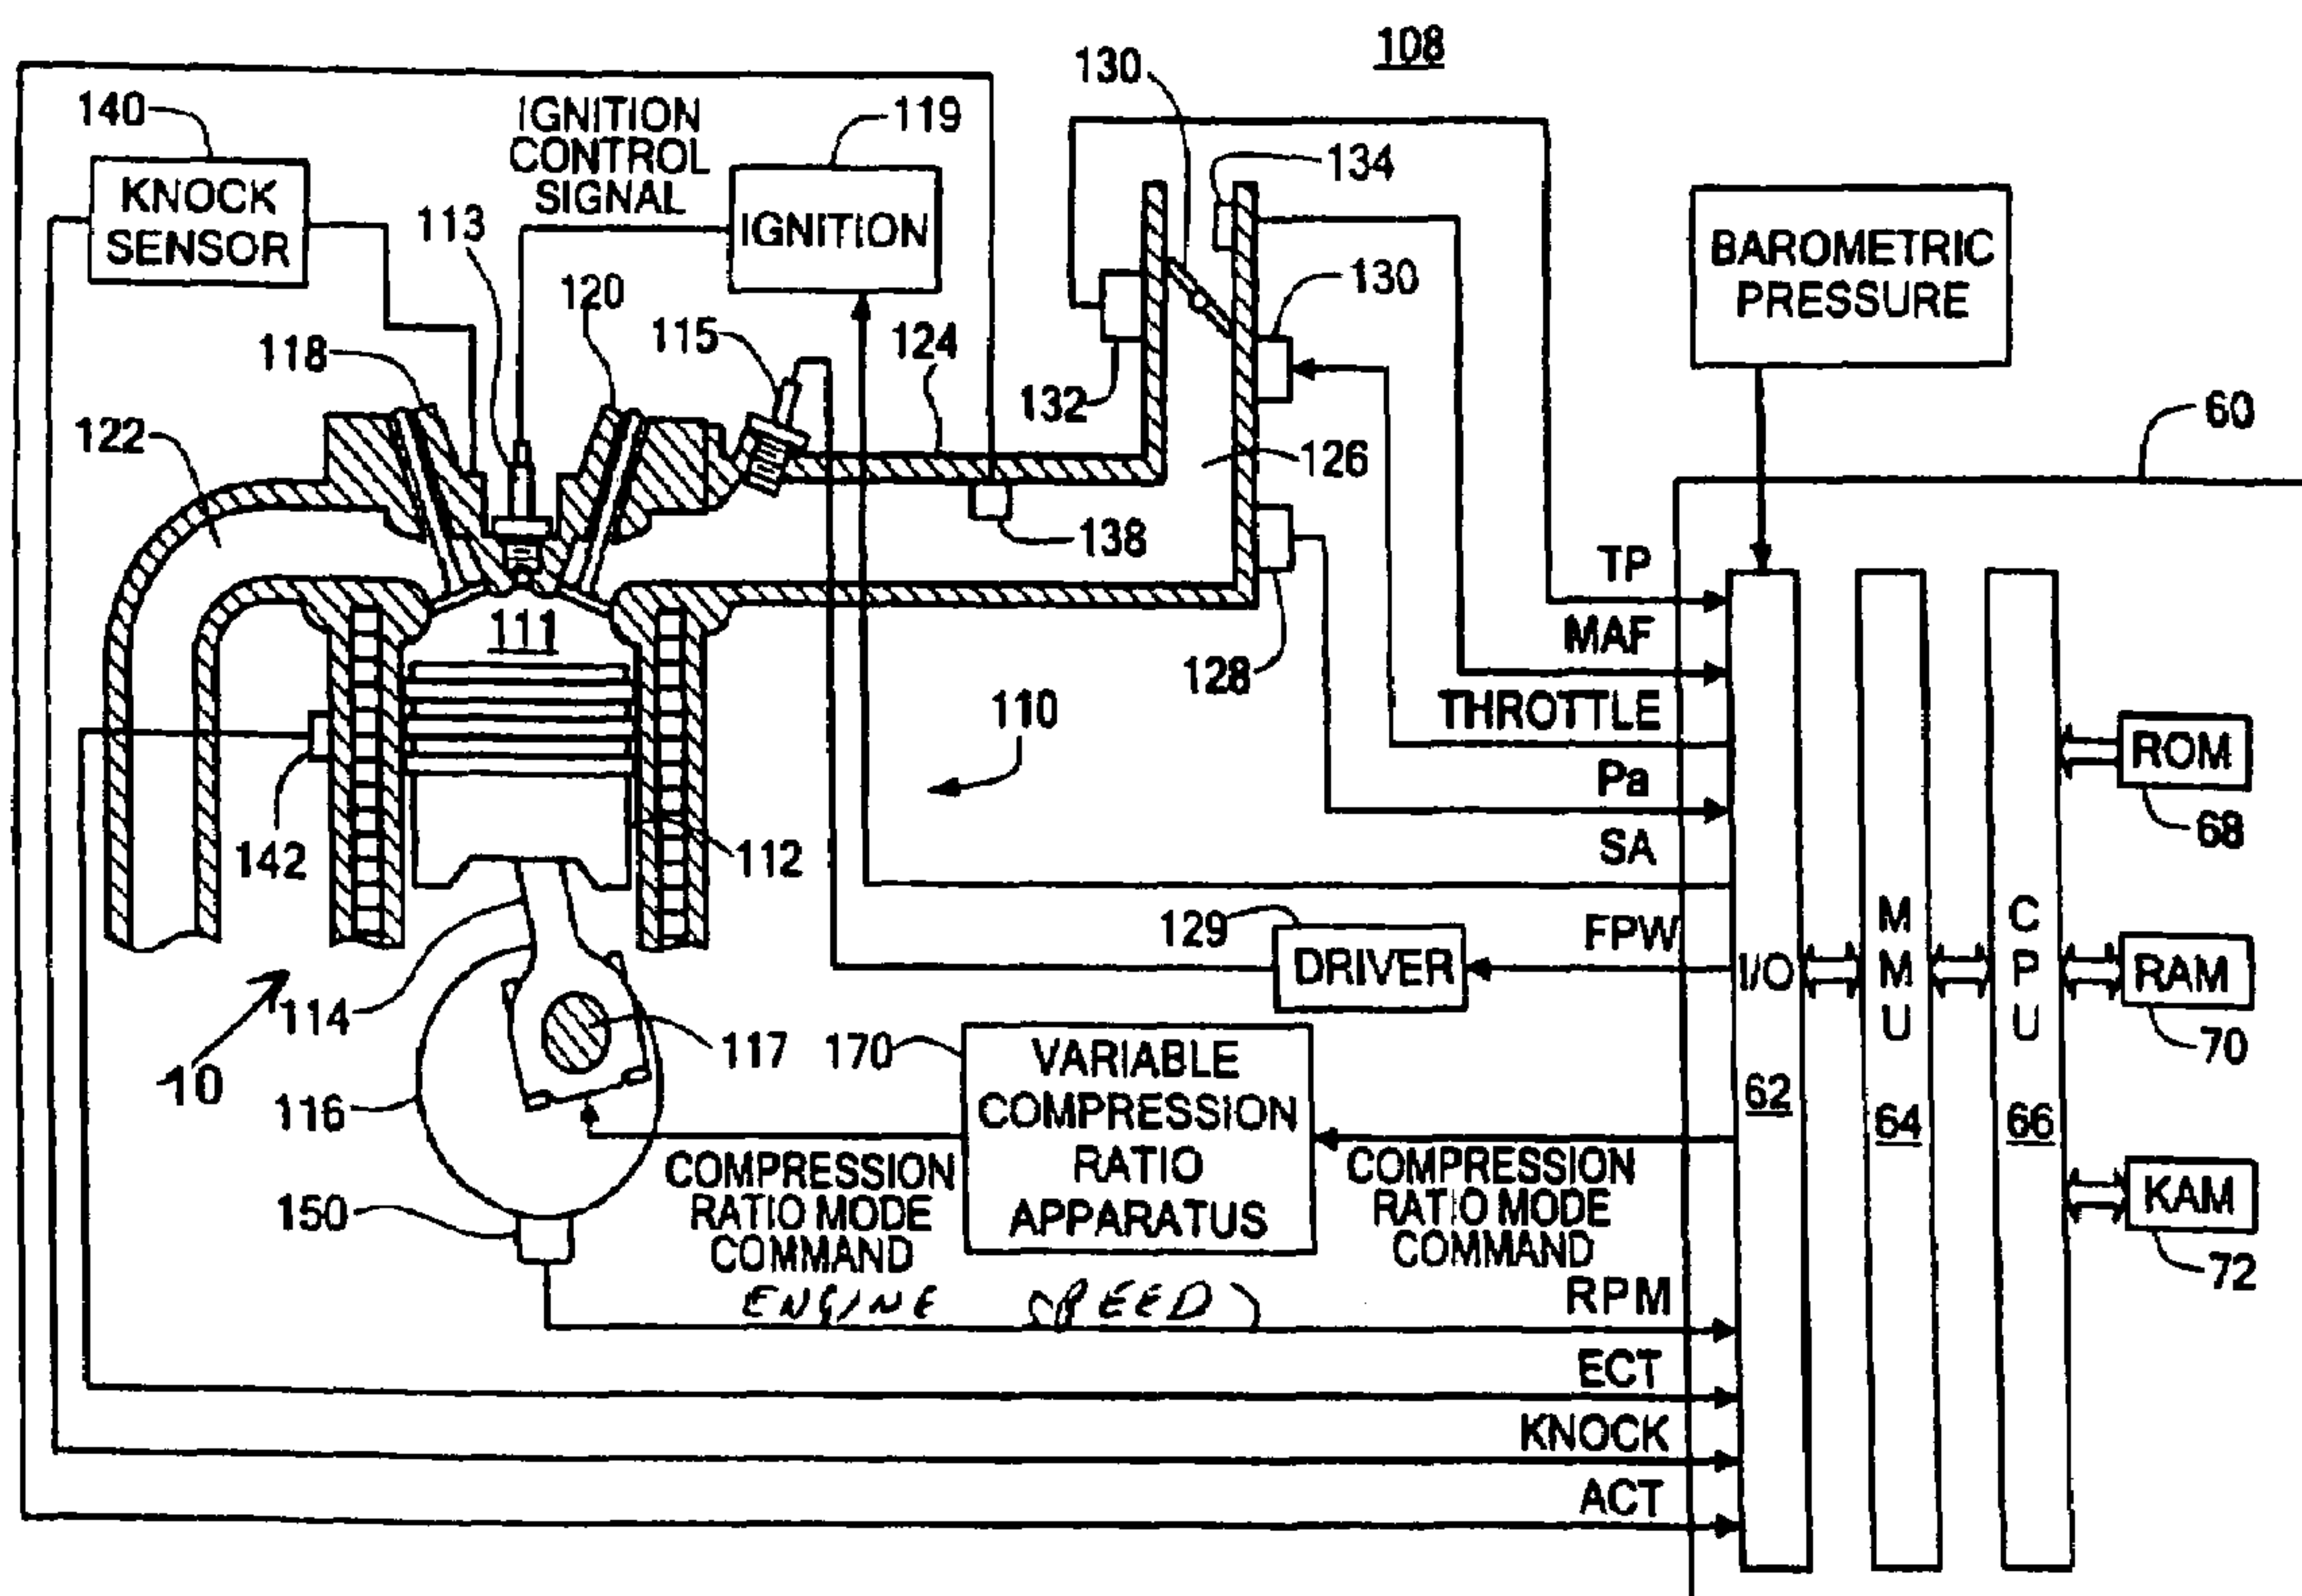 108
130
140
IGNITION
CONTROL
SIGNAL
119
134
KNOCK
SENSOR
113
IGNITION
BAROMETRIC
PRESSURE
130
120
115
124
118
132
60
122
126
138
TP
111
MAF
128
110
THROTTLE
ROM
Pa
68
142
112
SA
129
FPW
DRIVER
I/O
M
M
U
C
P
U
RAM
10
114
117
170
VARIABLE
COMPRESSION
RATIO
APPARATUS
70
62
64
66
116
COMPRESSION
RATIO MODE
COMMAND
COMPRESSION
RATIO MODE
COMMAND
KAM
150
72
ENGINE SPEED
RPM
ECT
KNOCK
ACT